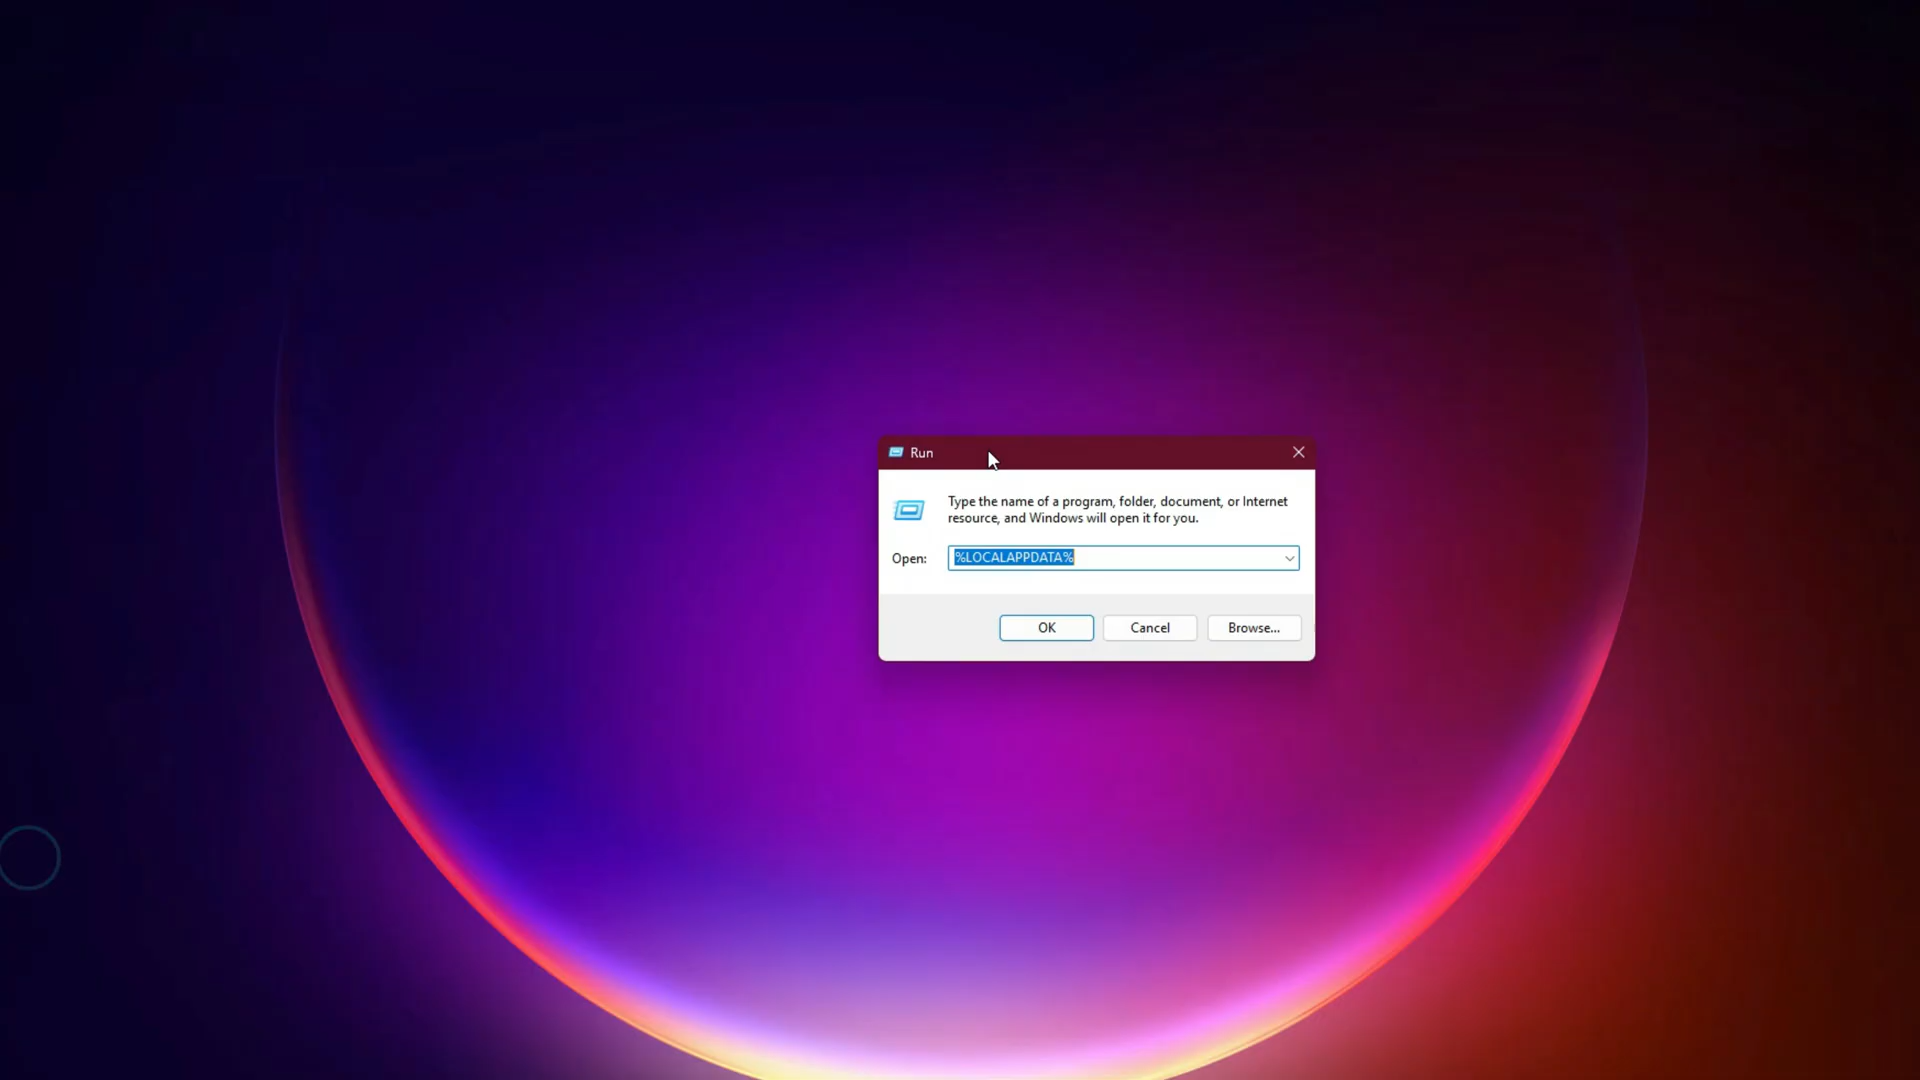 Run
Type the name of a program, folder, document, or Internet
resource, and Windows will open it for you.
Open:
%LOCALAPPDATA%
OK
Cancel
Browse...